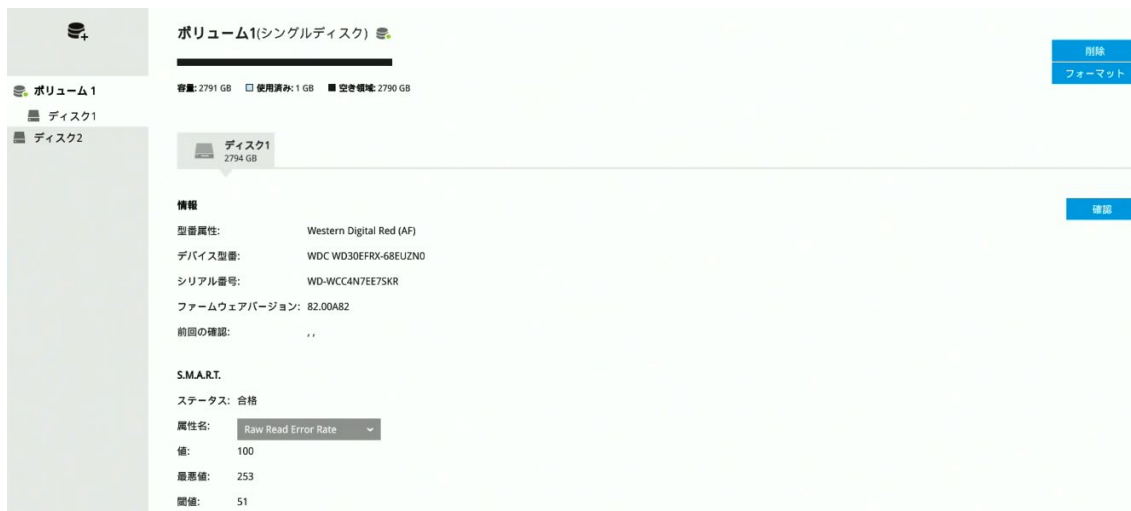 ボリューム1(シングルディスク)
削除
フォーマット
容量: 2791 GB 使用済み: 1 GB 空き領域: 2790 GB
ボリューム 1
ディスク1
ディスク2
ディスク1
2794 GB
情報
確認
型番属性: Western Digital Red (AF)
デバイス型番: WDC WD30EFRX-68EUZN0
シリアル番号: WD-WCC4N7EE7SKR
ファームウェアバージョン: 82.00A82
前回の確認: , ,
S.M.A.R.T.
ステータス: 合格
属性名: Raw Read Error Rate
値: 100
最悪値: 253
閾値: 51